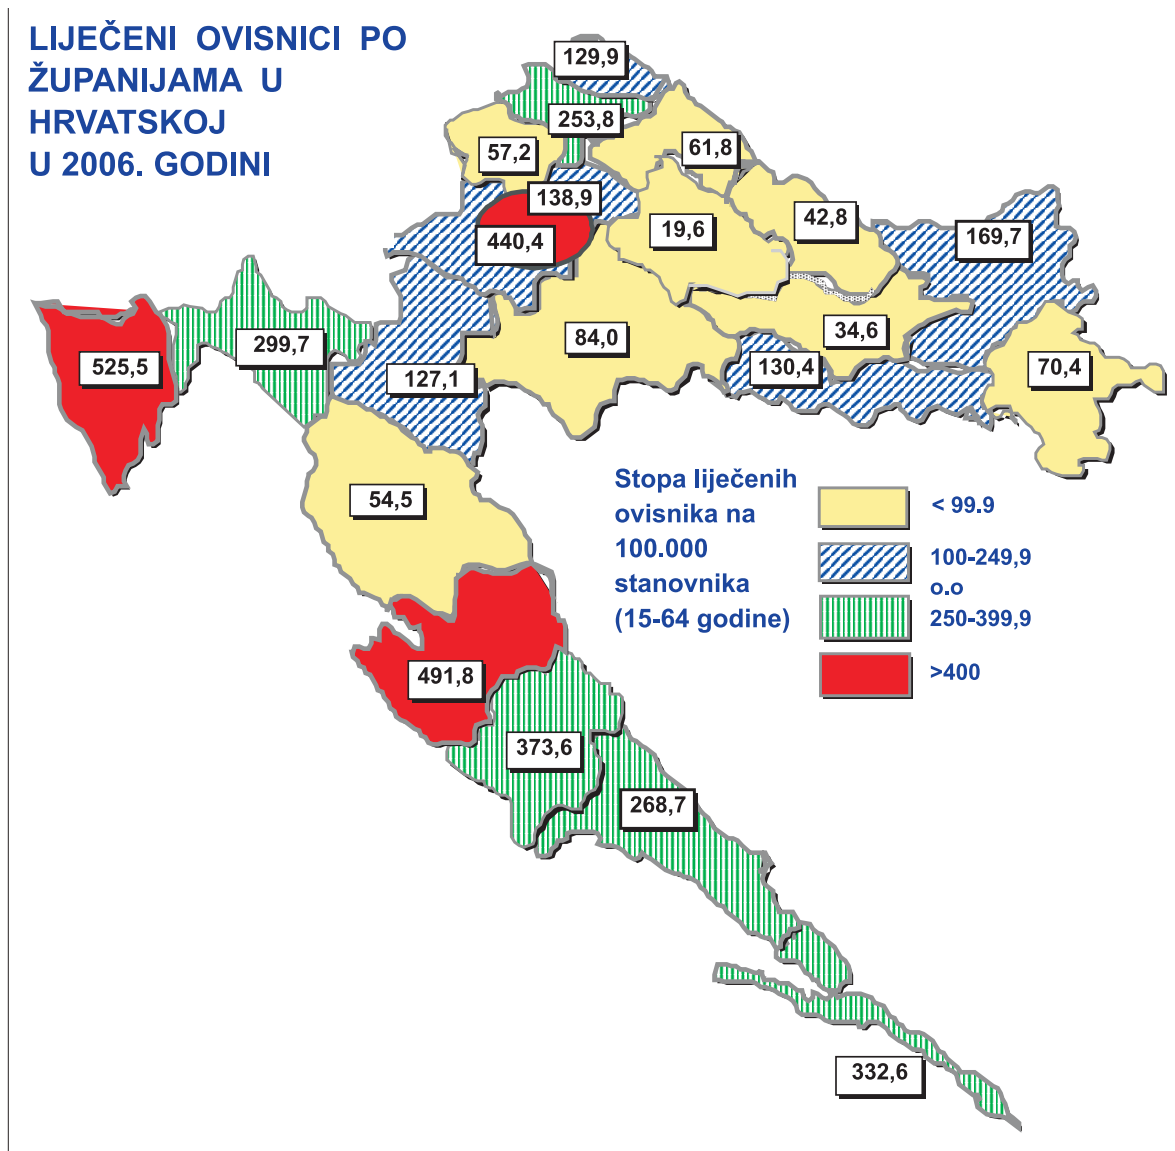 LIJEČENI OVISNICI PO
ŽUPANIJAMA U
HRVATSKOJ
U 2006. GODINI
129,9
253,8
57,2
61,8
138,9
42,8
19,6
440,4
169,7
299,7
84,0
34,6
525,5
127,1
130,4
70,4
54,5
Stopa liječenih
ovisnika na
100.000
stanovnika
(15-64 godine)
< 99.9
100-249,9
o.o
250-399,9
>400
491,8
373,6
268,7
332,6